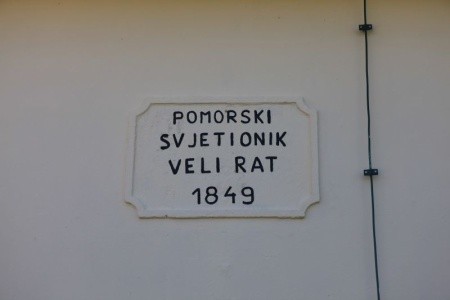 POMORSKI
SVJETIONIK
VELI RAT
1849